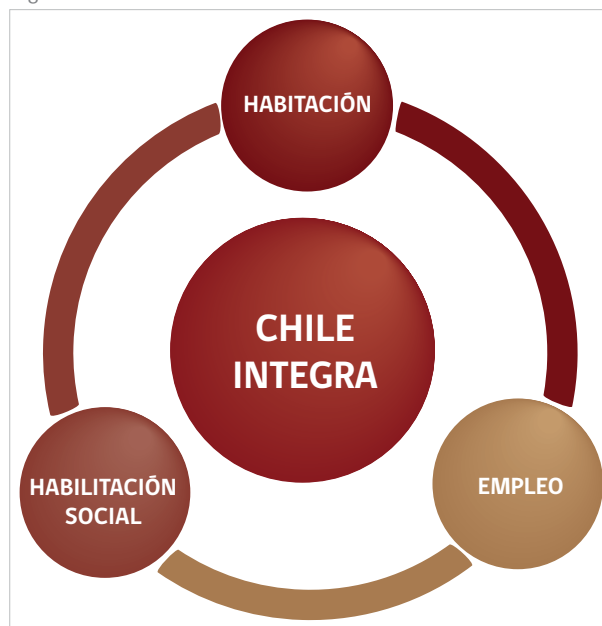 HABITACIÓN
CHILE
INTEGRA
HABILITACIÓN
SOCIAL
EMPLEO